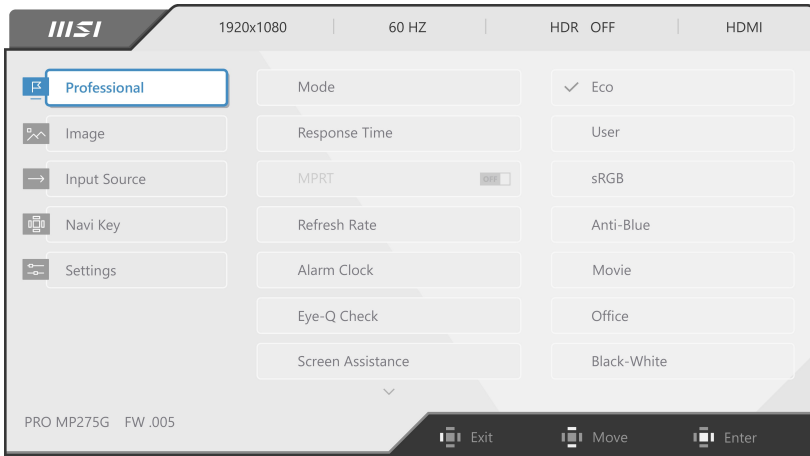 msi 1920x1080 60 HZ HDR OFF HDMI
Professional Mode Eco
Image Response Time User
Input Source MPRT OFF sRGB
Navi Key Refresh Rate Anti-Blue
Settings Alarm Clock Movie
Eye-Q Check Office
Screen Assistance Black-White
PRO MP275G FW .005
Exit Move Enter